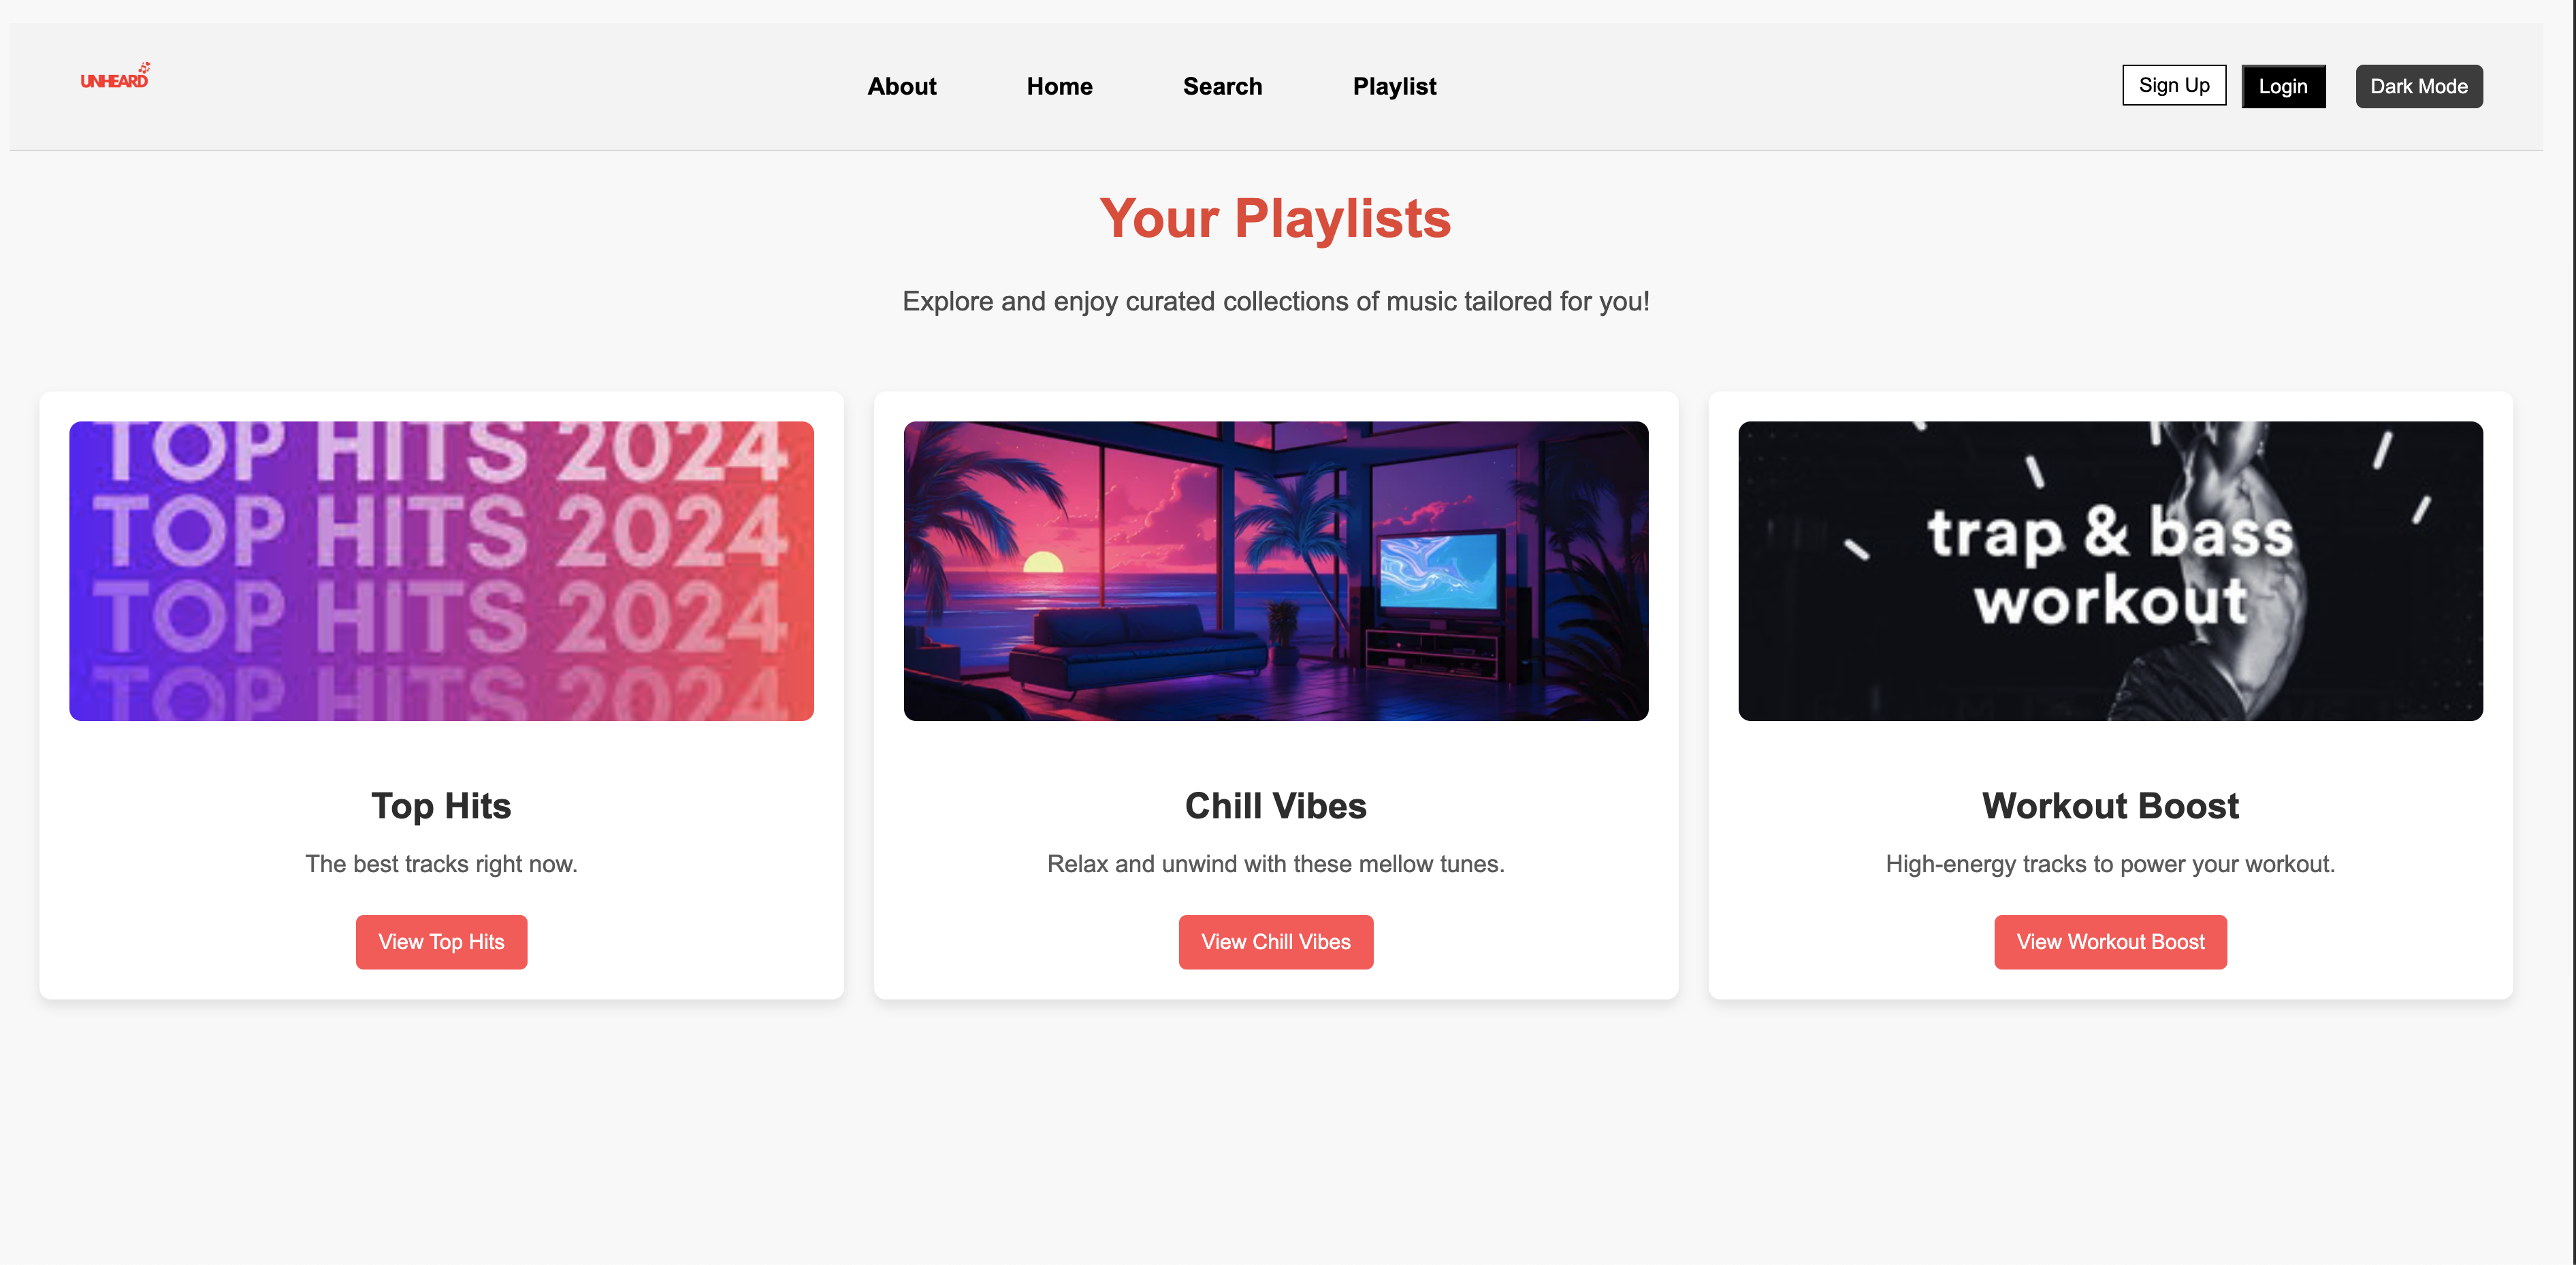 UNHEARD
About
Home
Search
Playlist
Sign Up
Login
Dark Mode
Your Playlists
Explore and enjoy curated collections of music tailored for you!
TOP HITS 2024
TOP HITS 2024
TOP HITS 2024
TOP HITS 2024
trap & bass
workout
Top Hits
The best tracks right now.
View Top Hits
Chill Vibes
Relax and unwind with these mellow tunes.
View Chill Vibes
Workout Boost
High-energy tracks to power your workout.
View Workout Boost